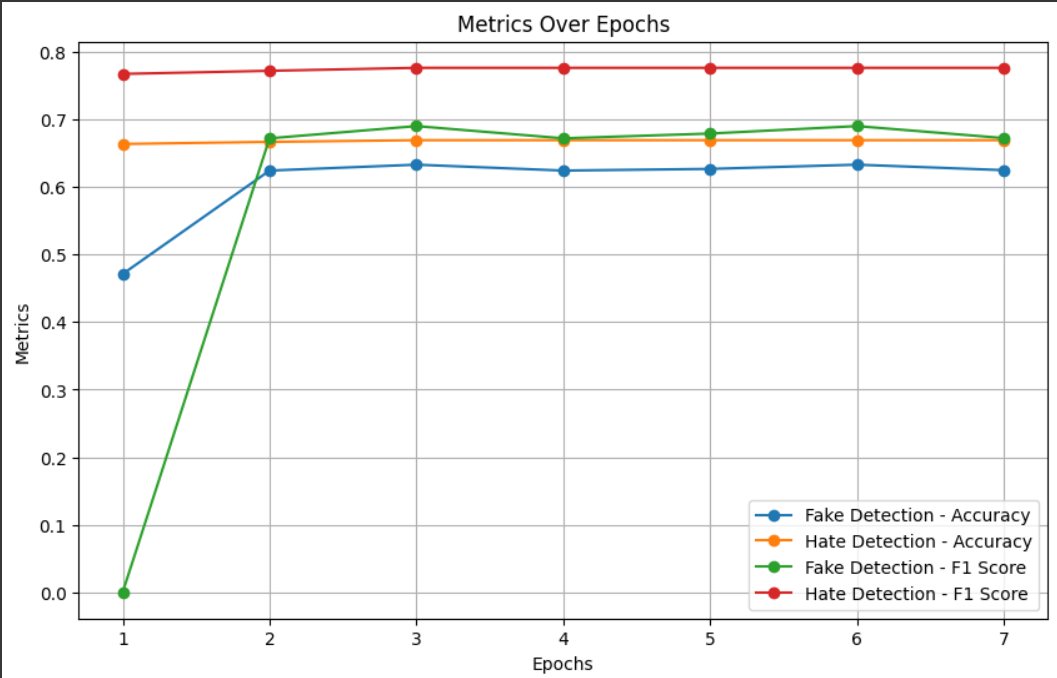 Metrics Over Epochs
0.8
0.7
0.6
0.5
0.4
0.3
0.2
0.1
0.0
Metrics
Fake Detection - Accuracy
Hate Detection - Accuracy
Fake Detection - F1 Score
Hate Detection - F1 Score
1 2 3 4 5 6 7
Epochs